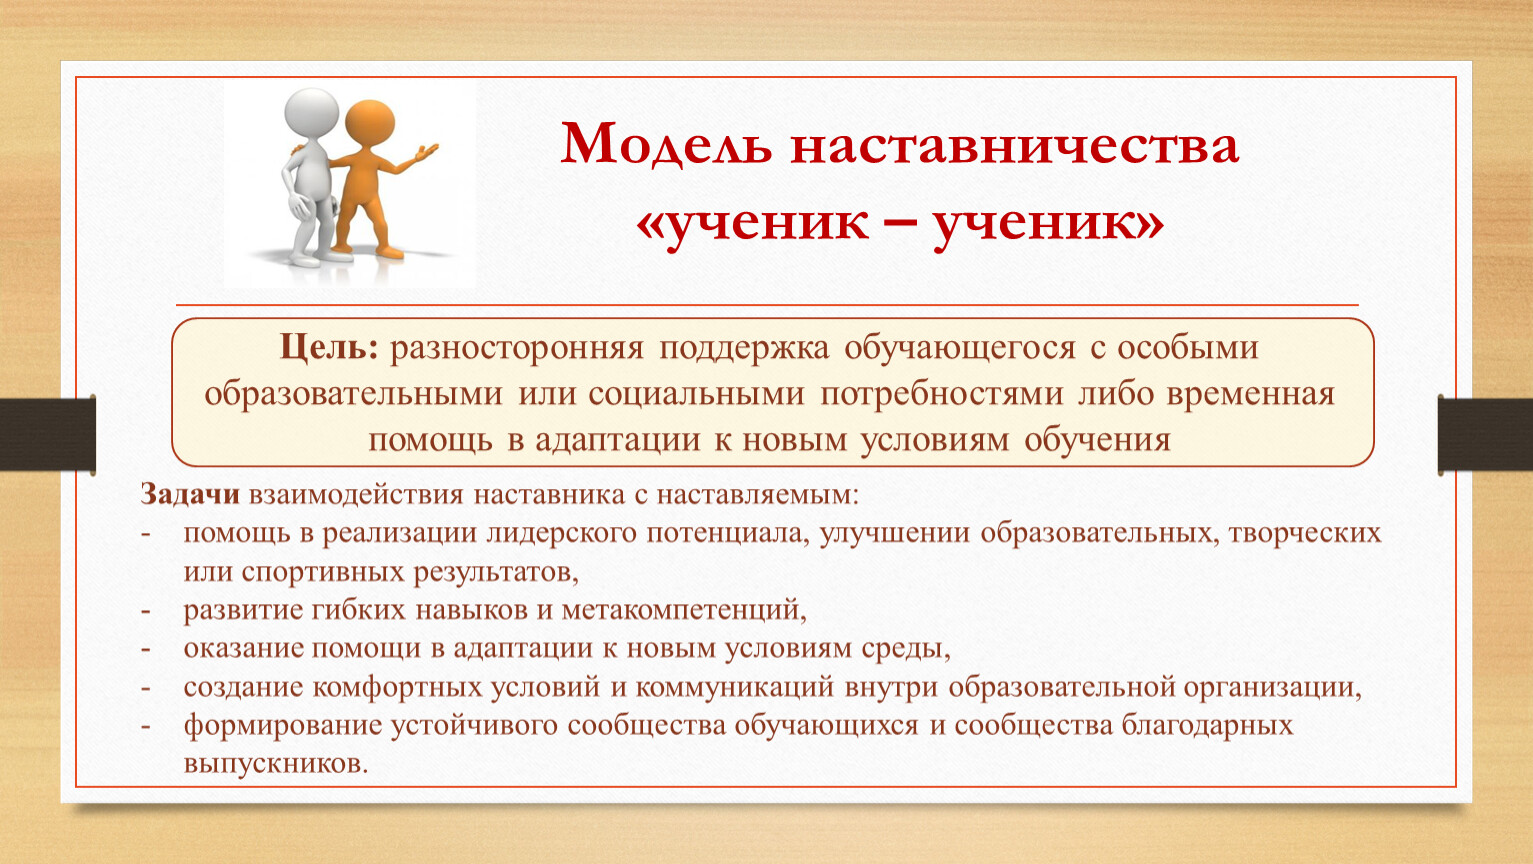 Модель наставничества
«ученик – ученик»
Цель: разносторонняя поддержка обучающегося с особыми
образовательными или социальными потребностями либо временная
помощь в адаптации к новым условиям обучения
Задачи взаимодействия наставника с наставляемым:
- помощь в реализации лидерского потенциала, улучшении образовательных, творческих
или спортивных результатов,
- развитие гибких навыков и метакомпетенций,
- оказание помощи в адаптации к новым условиям среды,
- создание комфортных условий и коммуникаций внутри образовательной организации,
- формирование устойчивого сообщества обучающихся и сообщества благодарных
выпускников.